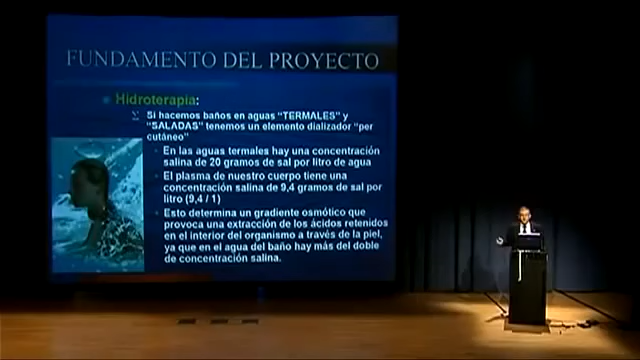 FUNDAMENTO DEL PROYECTO
Hidroterapia:
Si hacemos baños en aguas "TERMALES" y
"SALADAS" tenemos un elemento dializador "per
cutáneo"
En las aguas termales hay una concentración
salina de 20 gramos de sal por litro de agua
El plasma de nuestro cuerpo tiene una
concentración salina de 9,4 gramos de sal por
litro (9,4 / 1)
Esto determina un gradiente osmótico que
provoca una extracción de los ácidos retenidos
en el interior del organismo a través de la piel,
ya que en el agua del baño hay más del doble
de concentración salina.